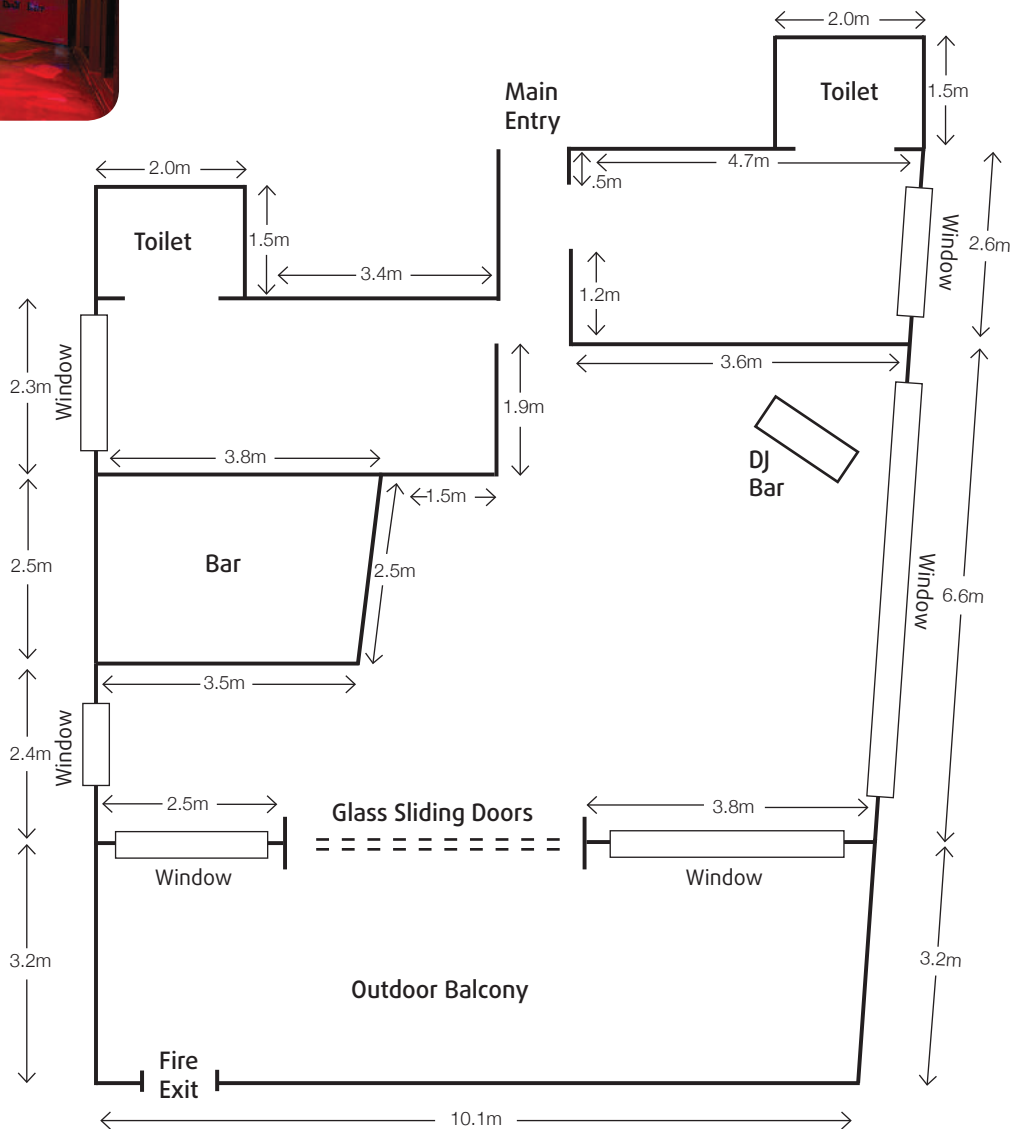 2.0m
Toilet
1.5m
Main
Entry
4.7m
.5m
2.0m
Toilet
1.5m
3.4m
1.2m
Window
2.6m
2.3m
Window
1.9m
3.6m
3.8m
1.5m
DJ
Bar
2.5m
Bar
2.5m
Window
6.6m
3.5m
2.4m
Window
2.5m
Glass Sliding Doors
3.8m
Window
Window
3.2m
3.2m
Outdoor Balcony
Fire
Exit
10.1m